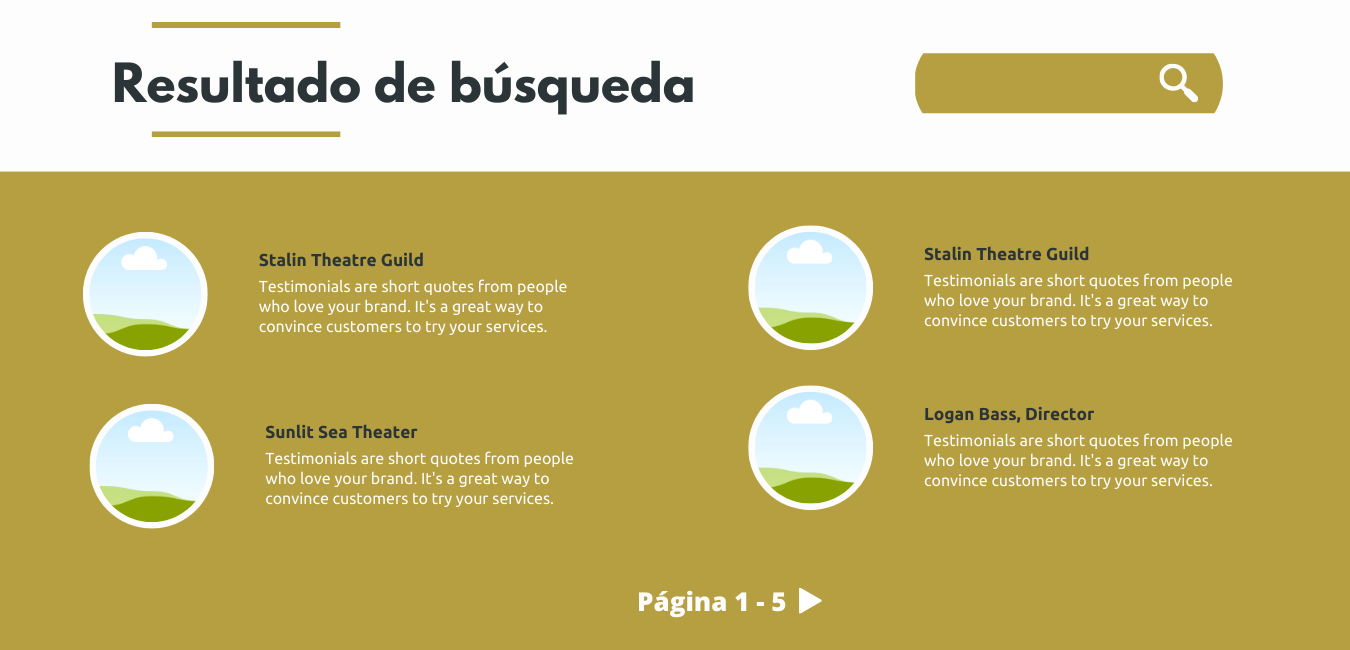 Resultado de búsqueda
Stalin Theatre Guild
Testimonials are short quotes from people
who love your brand. It's a great way to
convince customers to try your services.
Sunlit Sea Theater
Testimonials are short quotes from people
who love your brand. It's a great way to
convince customers to try your services.
Stalin Theatre Guild
Testimonials are short quotes from people
who love your brand. It's a great way to
convince customers to try your services.
Logan Bass, Director
Testimonials are short quotes from people
who love your brand. It's a great way to
convince customers to try your services.
Página 1 - 5